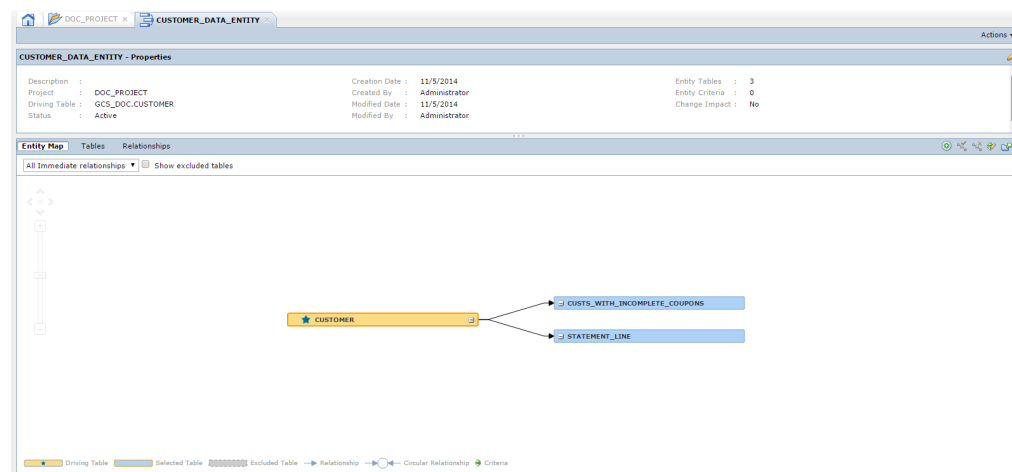 DOC_PROJECT × CUSTOMER_DATA_ENTITY ×
Actions
CUSTOMER_DATA_ENTITY - Properties
Description : Creation Date : 11/5/2014 Entity Tables : 3
Project : DOC_PROJECT Created By : Administrator Entity Criteria : 0
Driving Table : GCS_DOC.CUSTOMER Modified Date : 11/5/2014 Change Impact : No
Status : Active Modified By : Administrator
Entity Map Tables Relationships
All Immediate relationships Show excluded tables
CUSTS_WITH_INCOMPLETE_COUPONS
CUSTOMER
STATEMENT_LINE
Driving Table Selected Table Excluded Table Relationship Circular Relationship Criteria